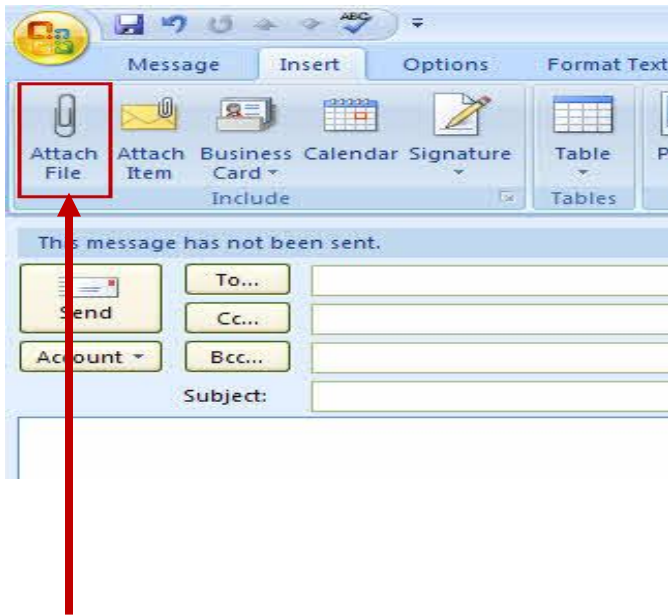 ABC
Message Insert Options Format Text
Attach File Attach Item Business Card Calendar Signature Table P
Include Tables
This message has not been sent.
To...
Send
Cc...
Account Bcc...
Subject: